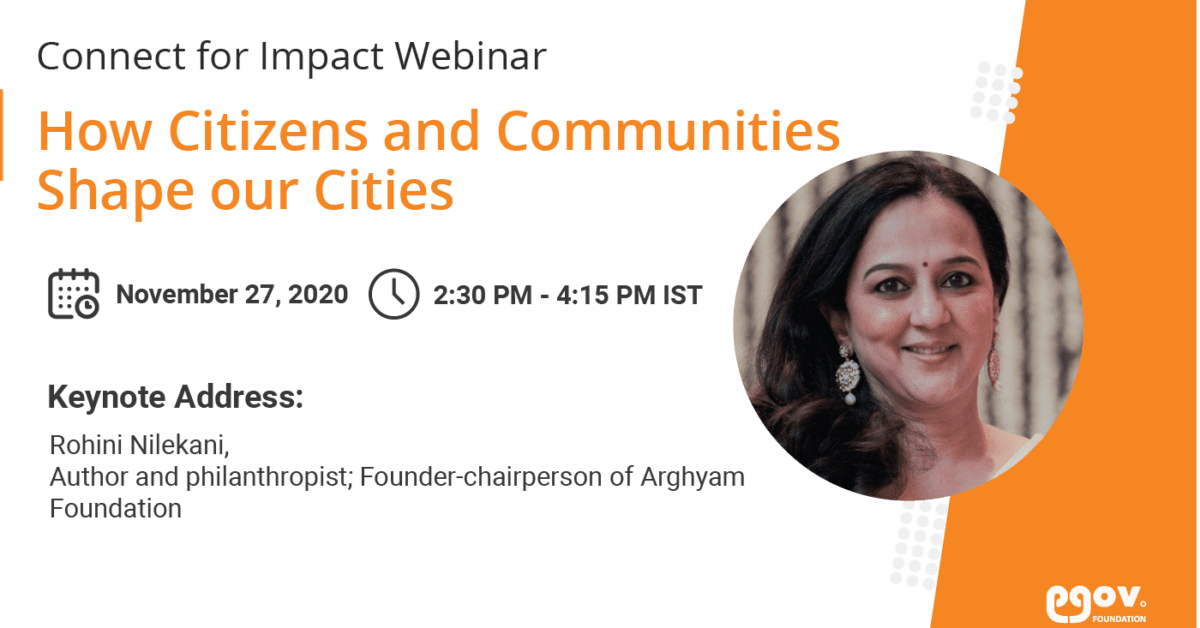 Connect for Impact Webinar
How Citizens and Communities
Shape our Cities
November 27, 2020
2:30 PM - 4:15 PM IST
Keynote Address:
Rohini Nilekani,
Author and philanthropist; Founder-chairperson of Arghyam
Foundation
egov.
FOUNDATION